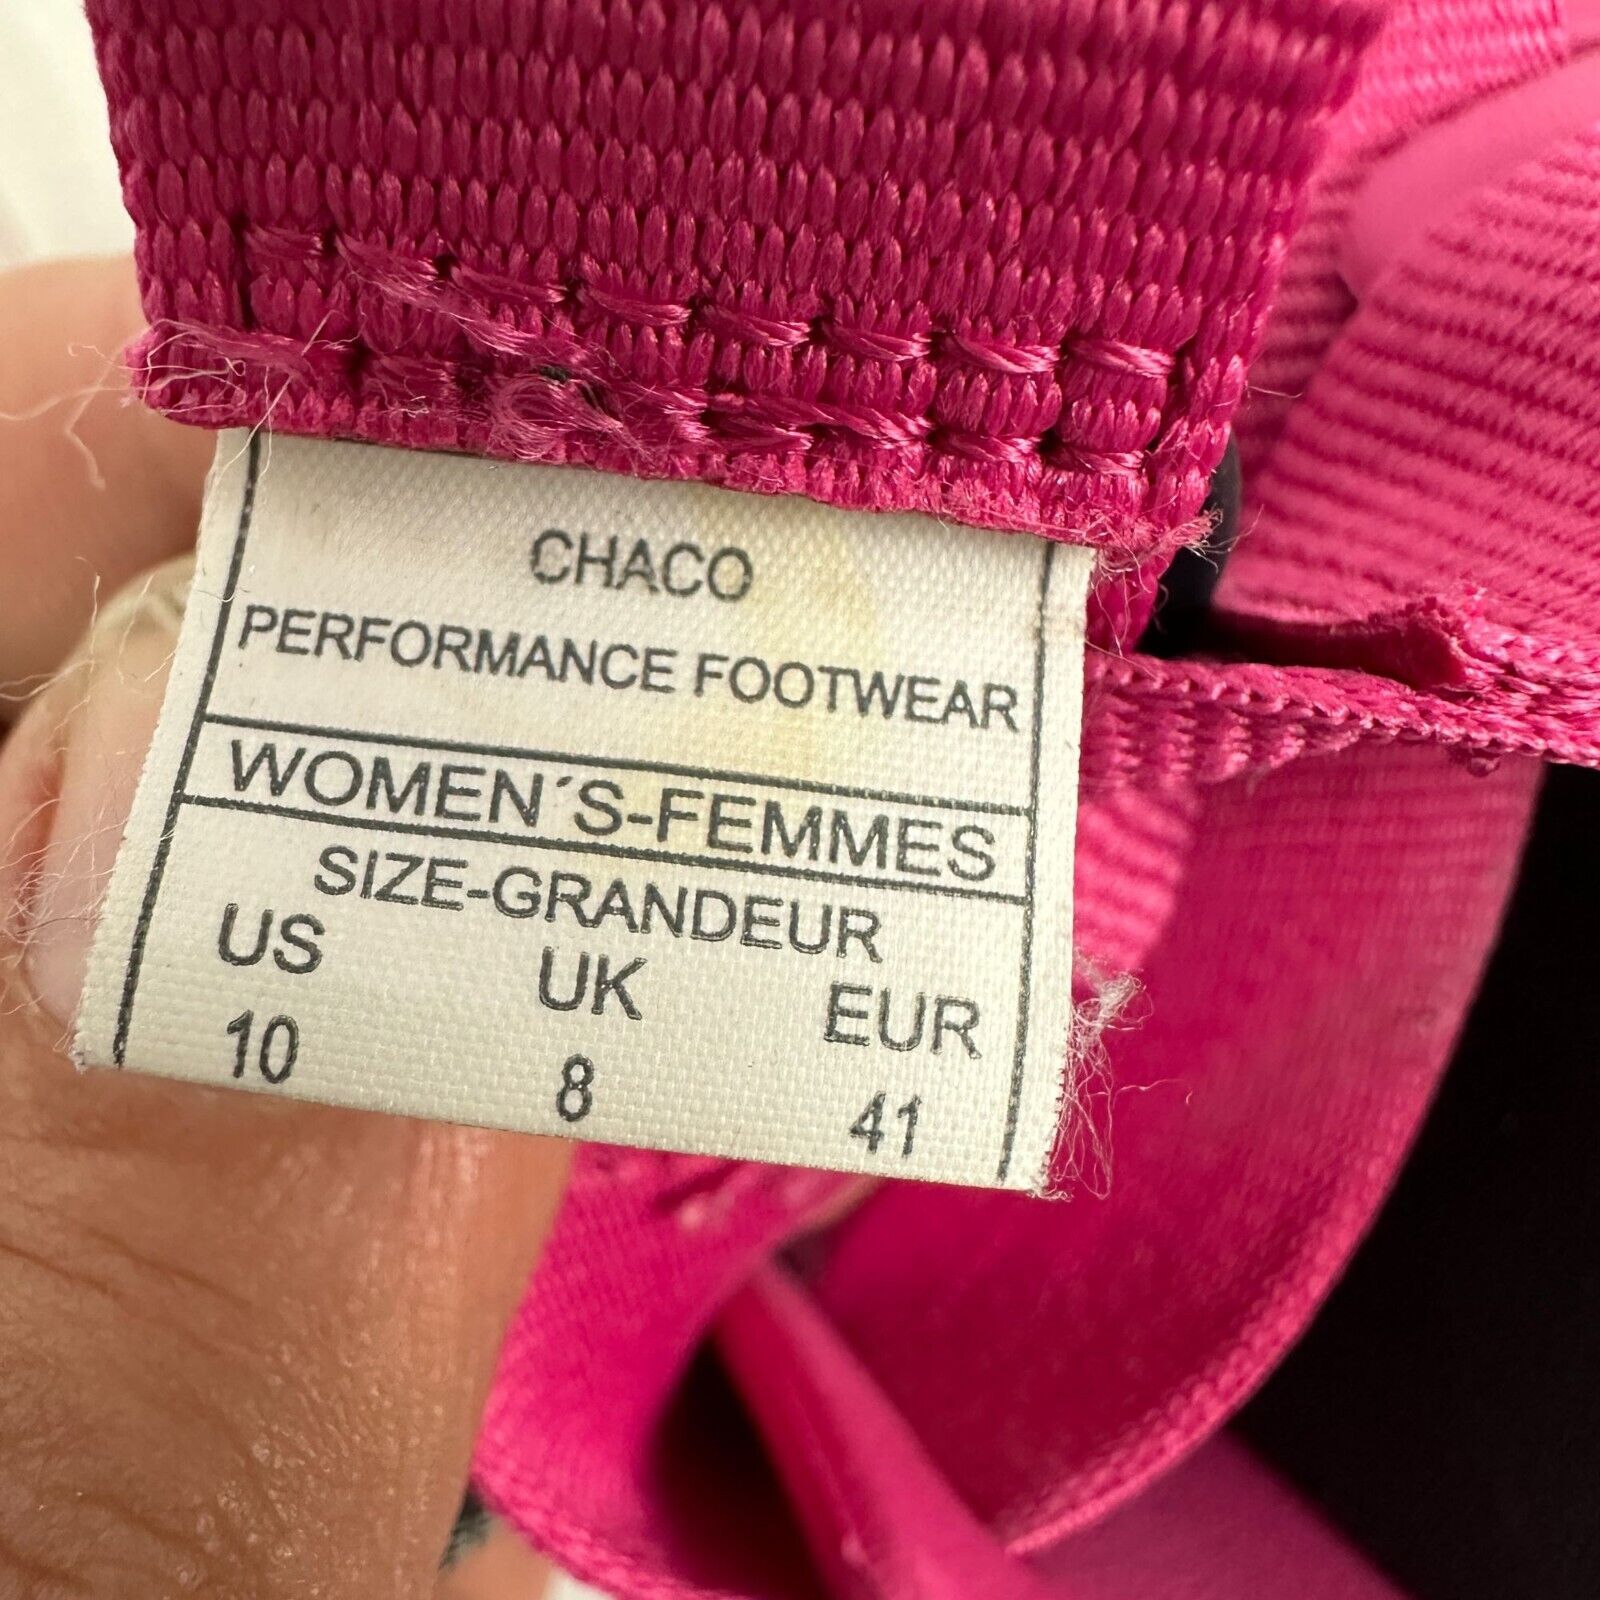 CHACO
PERFORMANCE FOOTWEAR
WOMEN´S-FEMMES
SIZE-GRANDEUR
US UK EUR
10 8 41